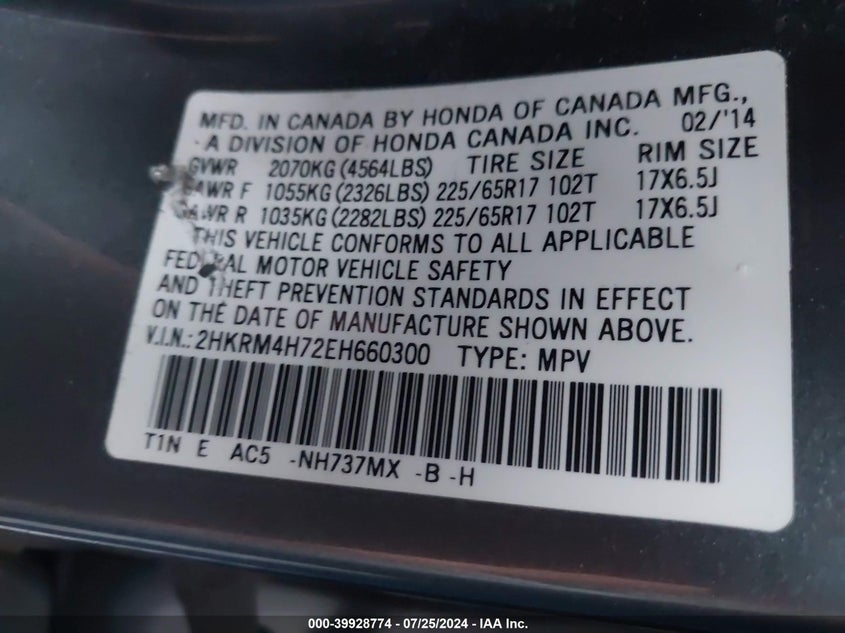 MFD. IN CANADA BY HONDA OF CANADA MFG.,
A DIVISION OF HONDA CANADA INC. 02/'14
GVWR 2070KG (4564LBS) TIRE SIZE RIM SIZE
GAWR F 1055KG (2326LBS) 225/65R17 102T 17X6.5J
GAWR R 1035KG (2282LBS) 225/65R17 102T 17X6.5J
THIS VEHICLE CONFORMS TO ALL APPLICABLE
FEDERAL MOTOR VEHICLE SAFETY
AND THEFT PREVENTION STANDARDS IN EFFECT
ON THE DATE OF MANUFACTURE SHOWN ABOVE.
V.I.N.: 2HKRM4H72EH660300 TYPE: MPV
T1N E AC5 -NH737MX -B -H
000-39928774 - 07/25/2024 - IAA Inc.